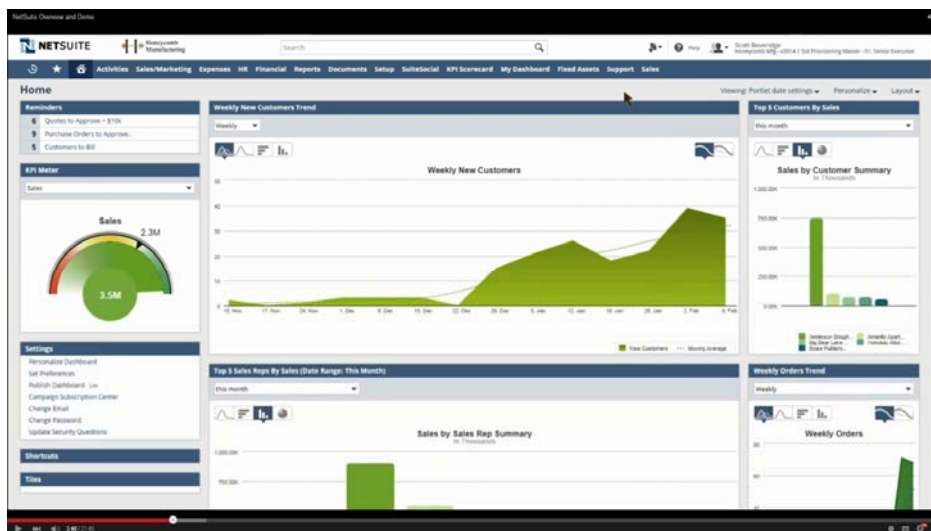 NetSuite Overview and Demo
NETSUITE
Honeycomb
Manufacturing
Search
Help
Scott Beveridge
Activities Sales/Marketing Expenses HR Financial Reports Documents Setup SuiteSocial KPI Scorecard My Dashboard Fixed Assets Support Sales
Home
Viewing: Portlet date settings Personalize Layout
Reminders
6 Quotes to Approve > $10k
9 Purchase Orders to Approve..
5 Customers to Bill
KPI Meter
Sales
Sales
2.3M
3.5M
Settings
Personalize Dashboard
Set Preferences
Publish Dashboard List
Campaign Subscription Center
Change Email
Change Password
Update Security Questions
Shortcuts
Tiles
Weekly New Customers Trend
Weekly
Weekly New Customers
50
40
30
20
10
0
10. Nov 17. Nov 24. Nov 1. Dec 8. Dec 15. Dec 22. Dec 29. Dec 5. Jan 12. Jan 19. Jan 26. Jan 2. Feb 9. Feb
New Customers Moving Average
Top 5 Sales Reps By Sales (Date Range: This Month)
this month
Sales by Sales Rep Summary
In Thousands
1,000.00K
750.00K
Top 5 Customers By Sales
this month
Sales by Customer Summary
In Thousands
1,000.00K
750.00K
500.00K
250.00K
0.00K
Weekly Orders Trend
Weekly
Weekly Orders
80
60
40